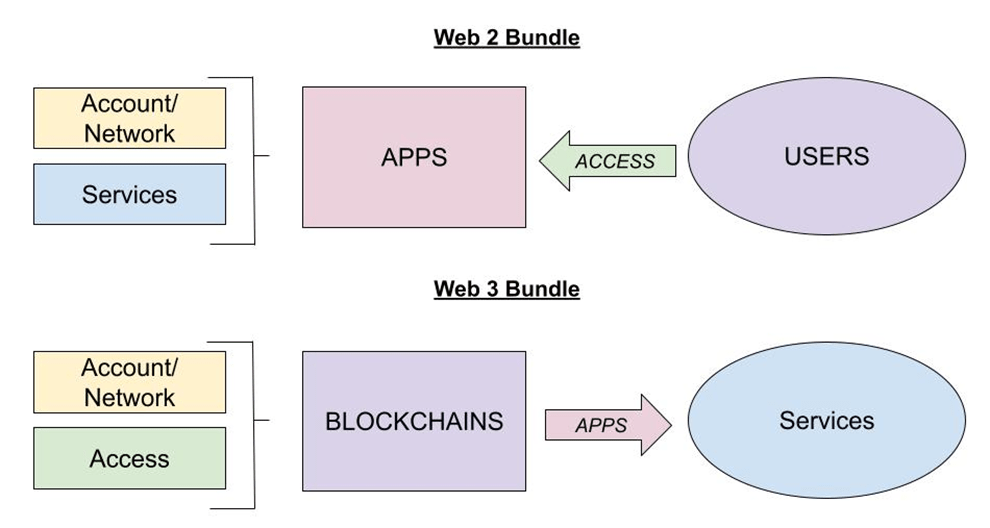 Web 2 Bundle
Account/
Network
Services
APPS
ACCESS
USERS
Web 3 Bundle
Account/
Network
Access
BLOCKCHAINS
APPS
Services